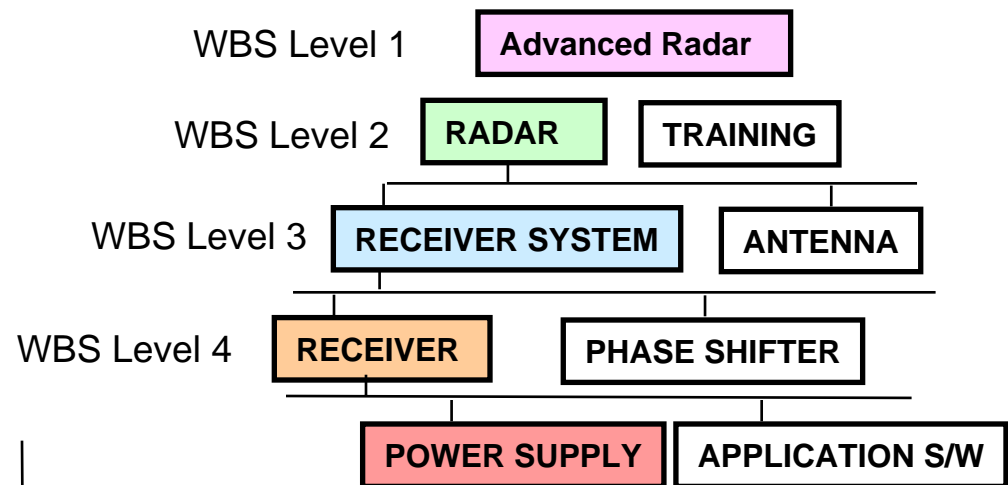 WBS Level 1 Advanced Radar
WBS Level 2 RADAR TRAINING
WBS Level 3 RECEIVER SYSTEM ANTENNA
WBS Level 4 RECEIVER PHASE SHIFTER
POWER SUPPLY APPLICATION S/W